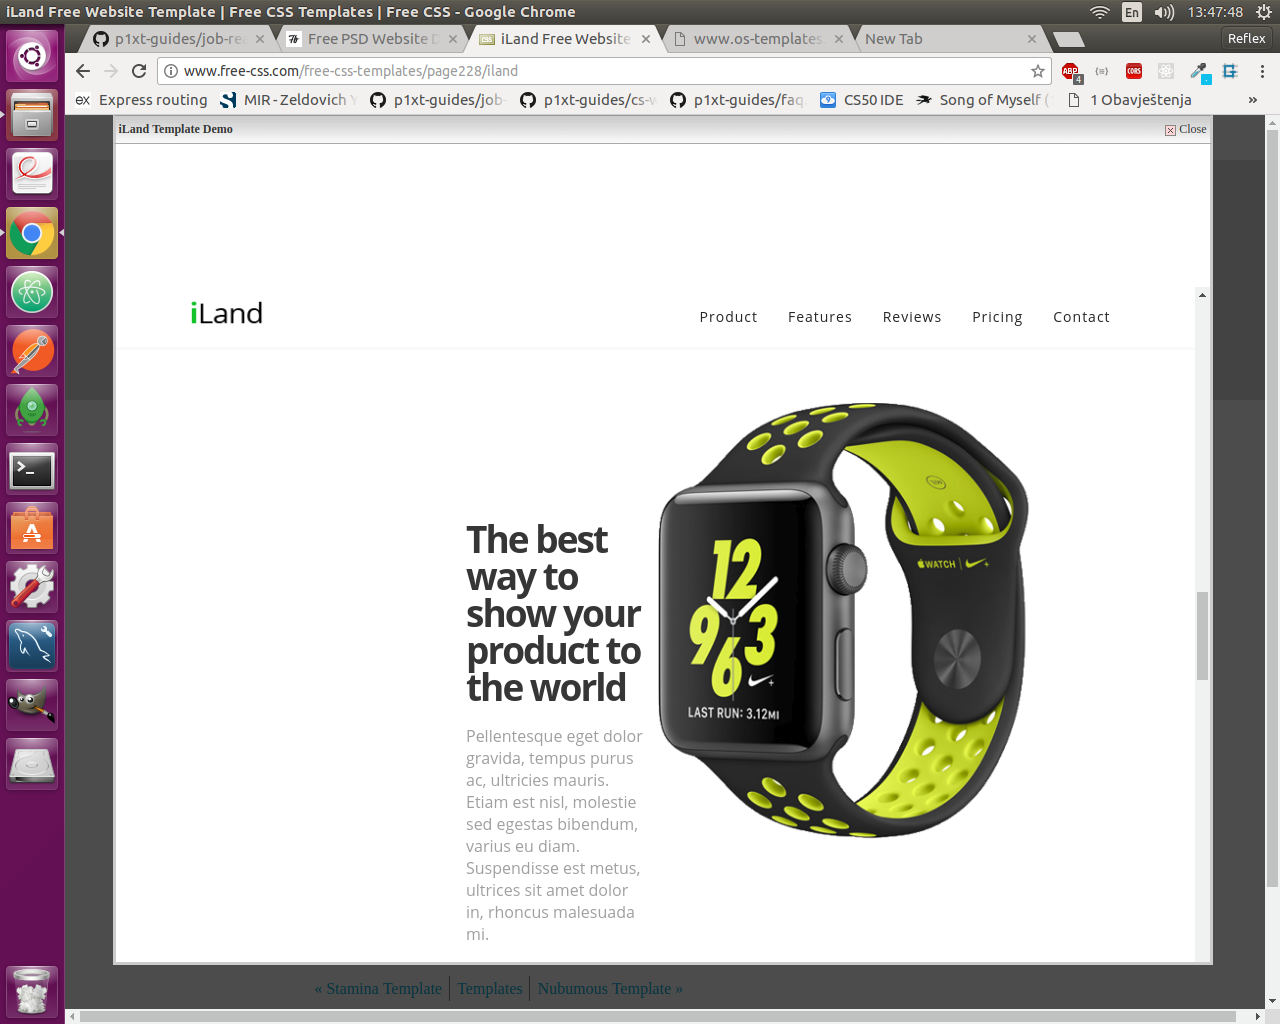 iLand Free Website Template | Free CSS Templates | Free CSS - Google Chrome
En
13:47:48
p1xt-guides/job-rea
Free PSD Website D
iLand Free Website
www.os-templates
New Tab
Reflex
www.free-css.com/free-css-templates/page228/iland
ABP
4
CORS
ex Express routing
MIR - Zeldovich Y
p1xt-guides/job-
p1xt-guides/cs-w
p1xt-guides/faq
CS50 IDE
Song of Myself (
1 Obavještenja
»
iLand Template Demo
Close
iLand
Product
Features
Reviews
Pricing
Contact
The best
way to
show your
product to
the world
Pellentesque eget dolor
gravida, tempus purus
ac, ultricies mauris.
Etiam est nisl, molestie
sed egestas bibendum,
varius eu diam.
Suspendisse est metus,
ultrices sit amet dolor
in, rhoncus malesuada
mi.
12
9 3
6
LAST RUN: 3.12MI
WATCH
« Stamina Template
Templates
Nubumous Template »